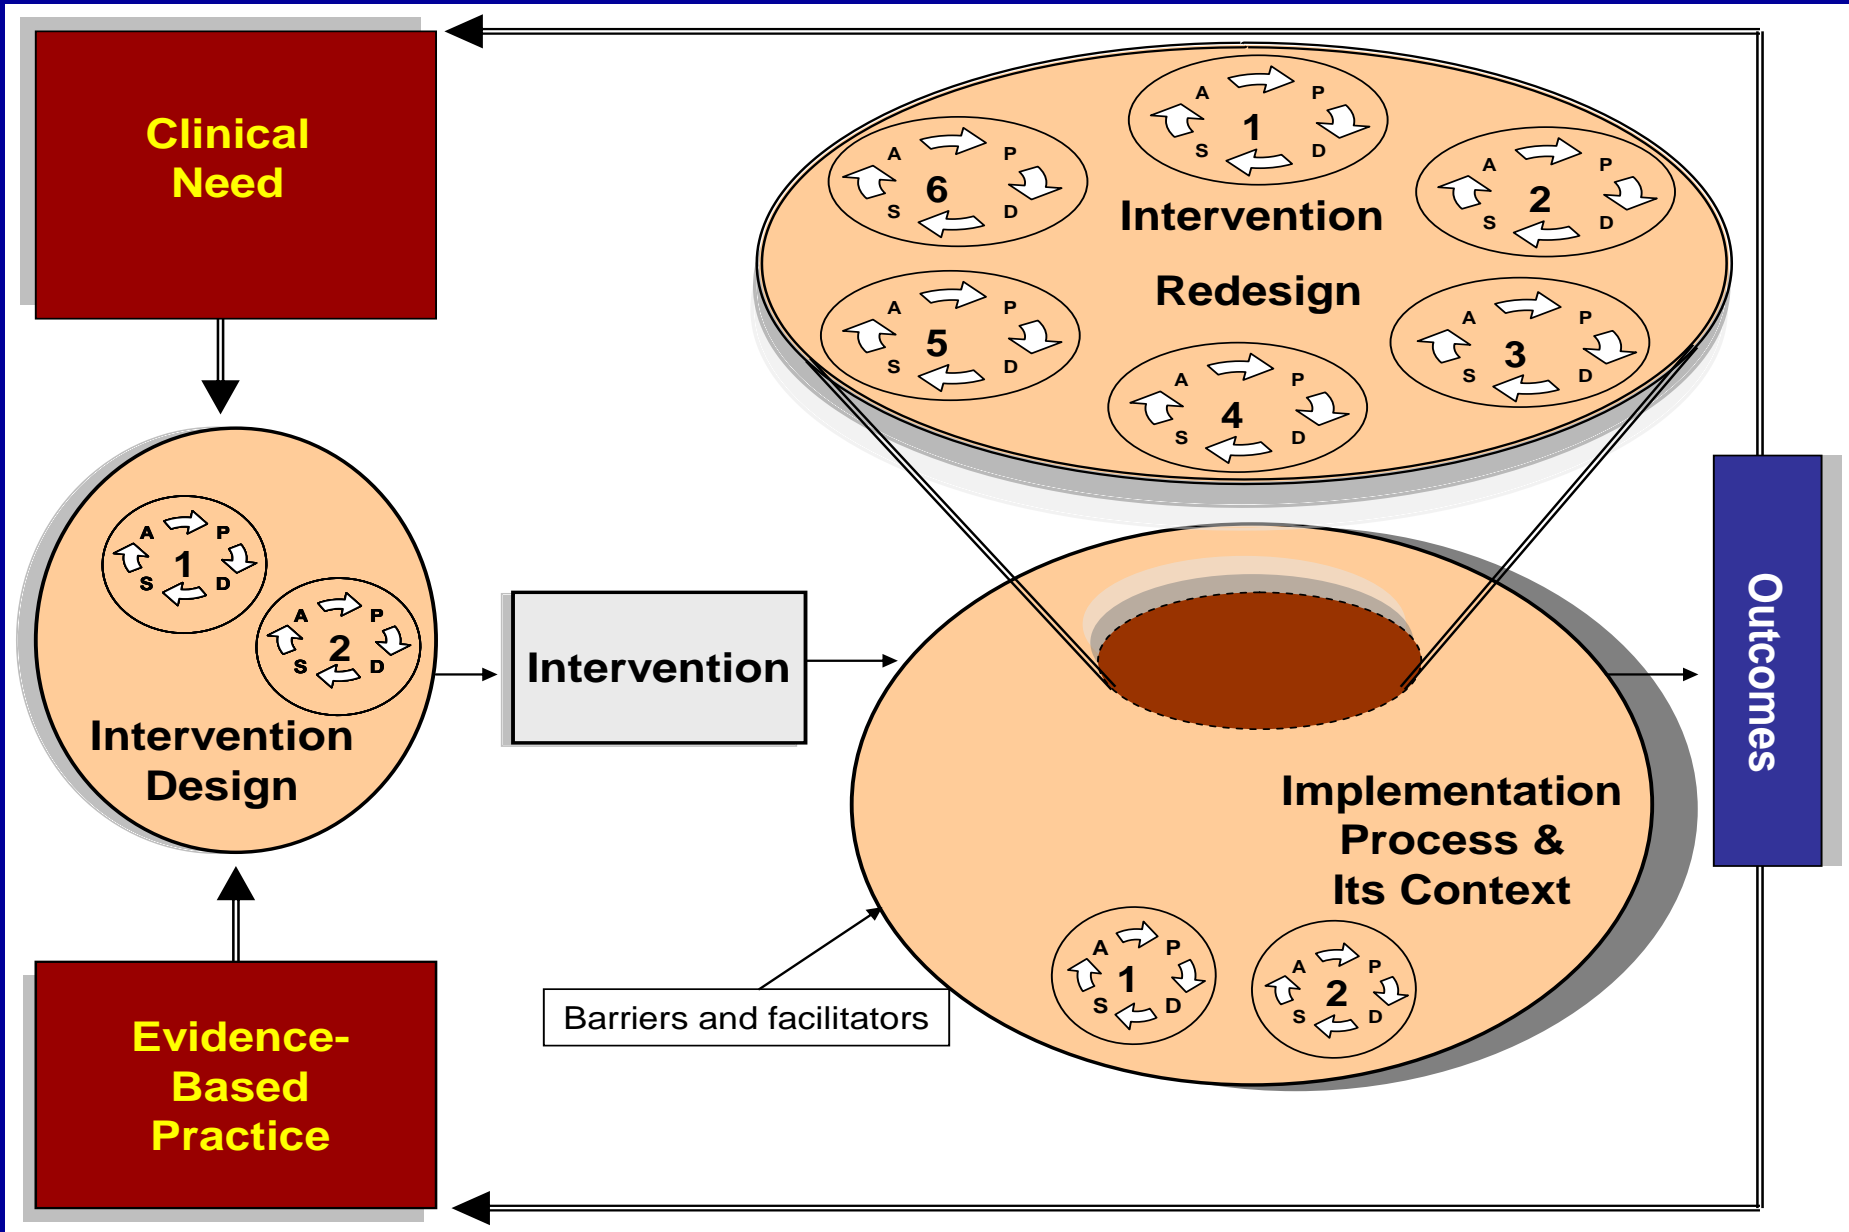 Clinical
Need
A
P
1
S
D
A
P
6
S
D
A
P
2
S
D
Intervention
Redesign
A
P
5
S
D
A
P
3
S
D
A
P
4
S
D
A
P
1
S
D
A
P
2
S
D
Intervention
Design
Intervention
Outcomes
Implementation
Process &
Its Context
A
P
1
S
D
A
P
2
S
D
Barriers and facilitators
Evidence-
Based
Practice